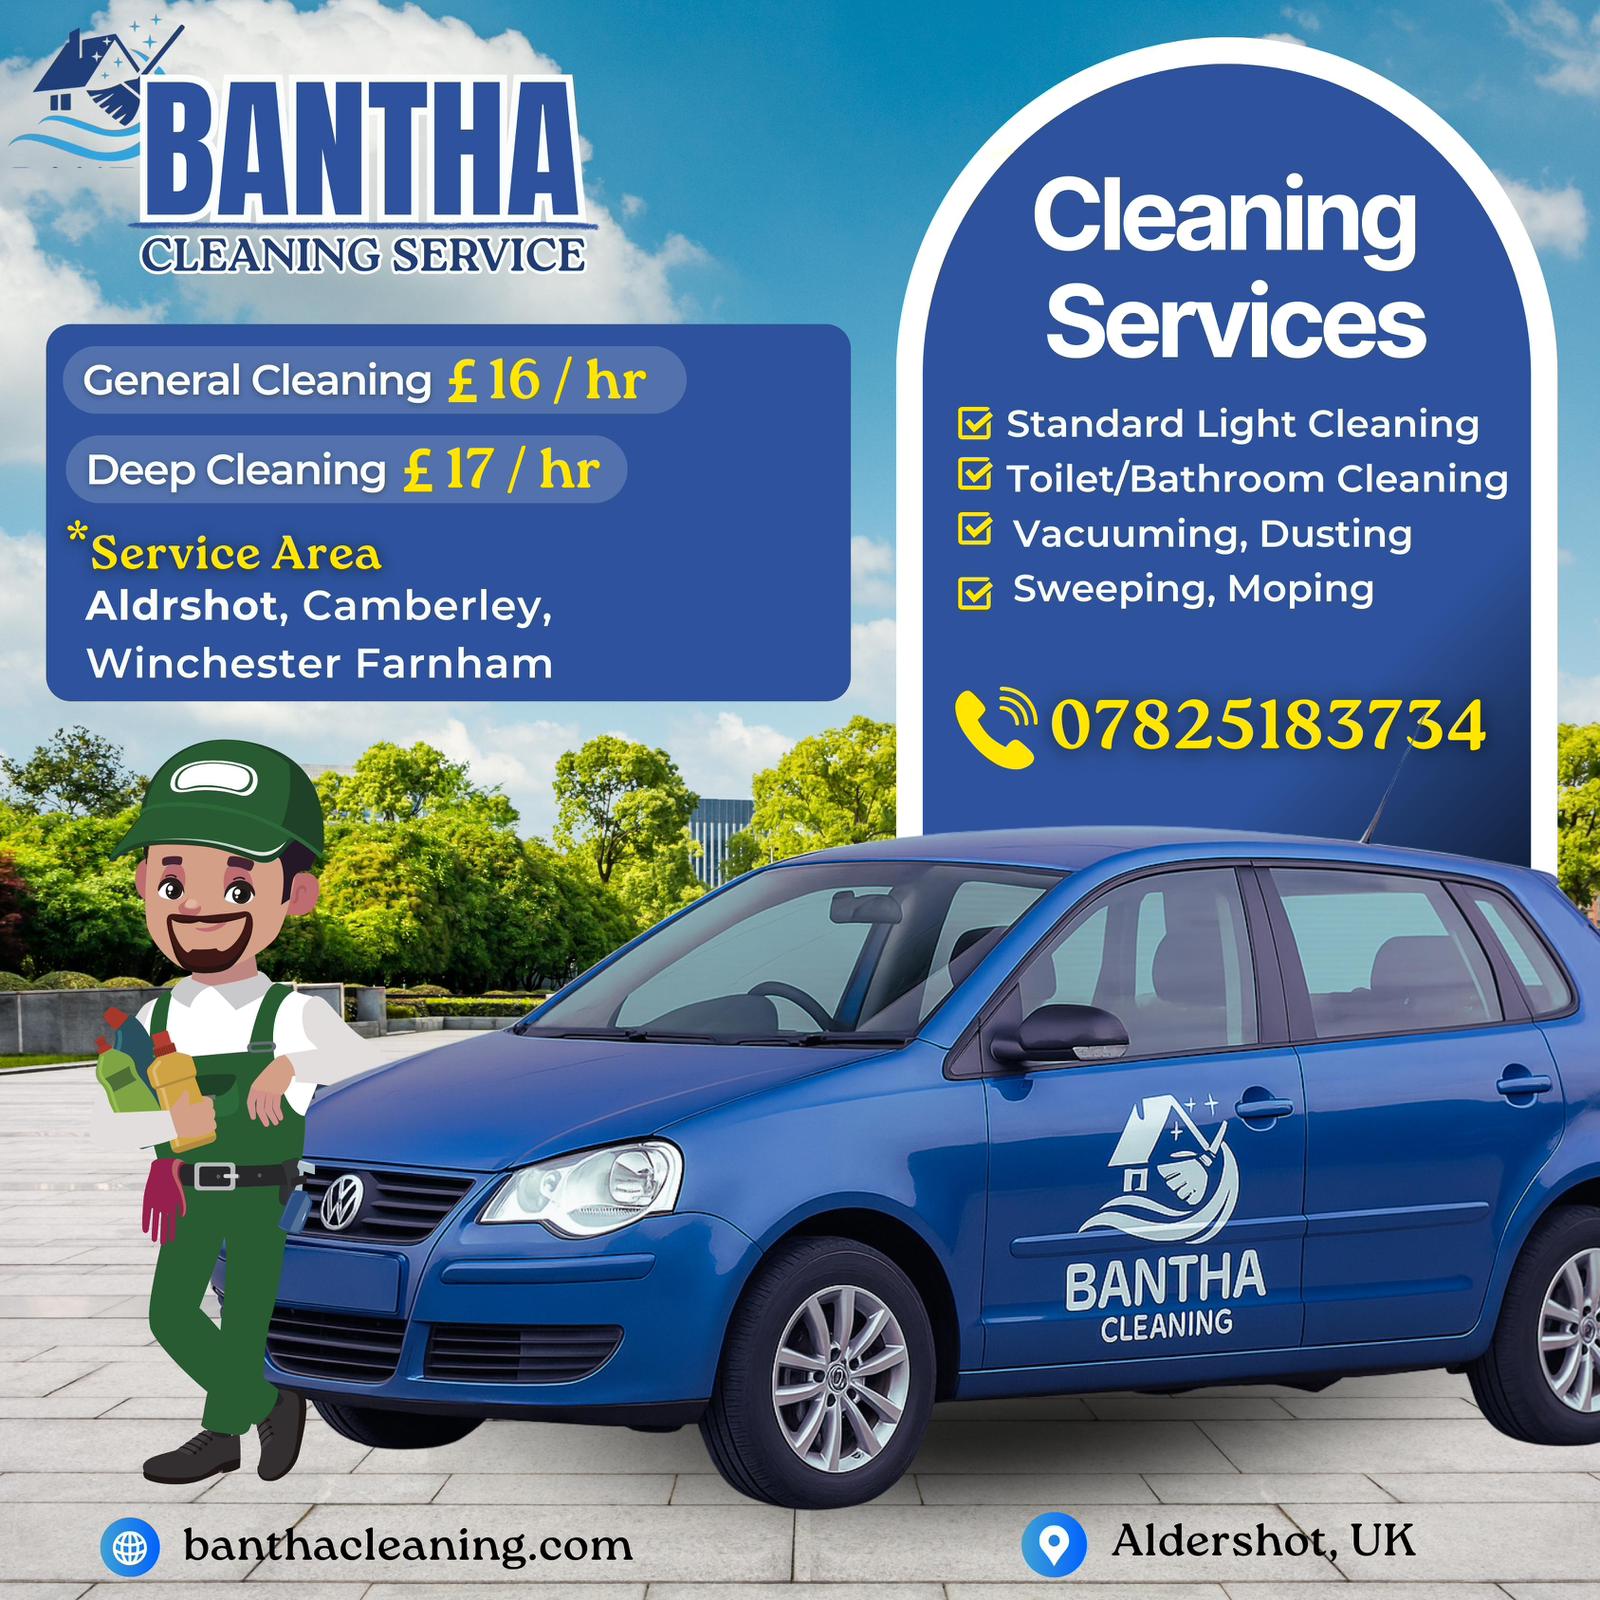 BANTHA
CLEANING SERVICE
General Cleaning £ 16 / hr
Deep Cleaning £ 17 / hr
*Service Area
Aldrshot, Camberley,
Winchester Farnham
Cleaning
Services
Standard Light Cleaning
Toilet/Bathroom Cleaning
Vacuuming, Dusting
Sweeping, Moping
07825183734
BANTHA
CLEANING
banthacleaning.com
Aldershot, UK